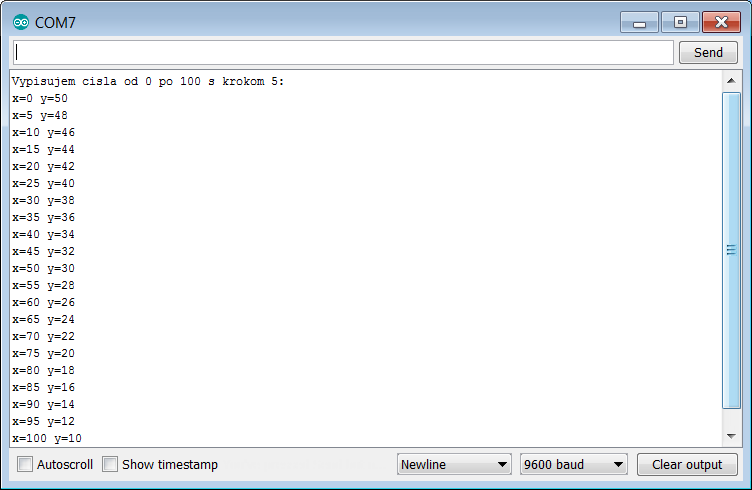 COM7
Send
Vypisujem cisla od 0 po 100 s krokom 5:
x=0 y=50
x=5 y=48
x=10 y=46
x=15 y=44
x=20 y=42
x=25 y=40
x=30 y=38
x=35 y=36
x=40 y=34
x=45 y=32
x=50 y=30
x=55 y=28
x=60 y=26
x=65 y=24
x=70 y=22
x=75 y=20
x=80 y=18
x=85 y=16
x=90 y=14
x=95 y=12
x=100 y=10
Autoscroll Show timestamp Newline 9600 baud Clear output